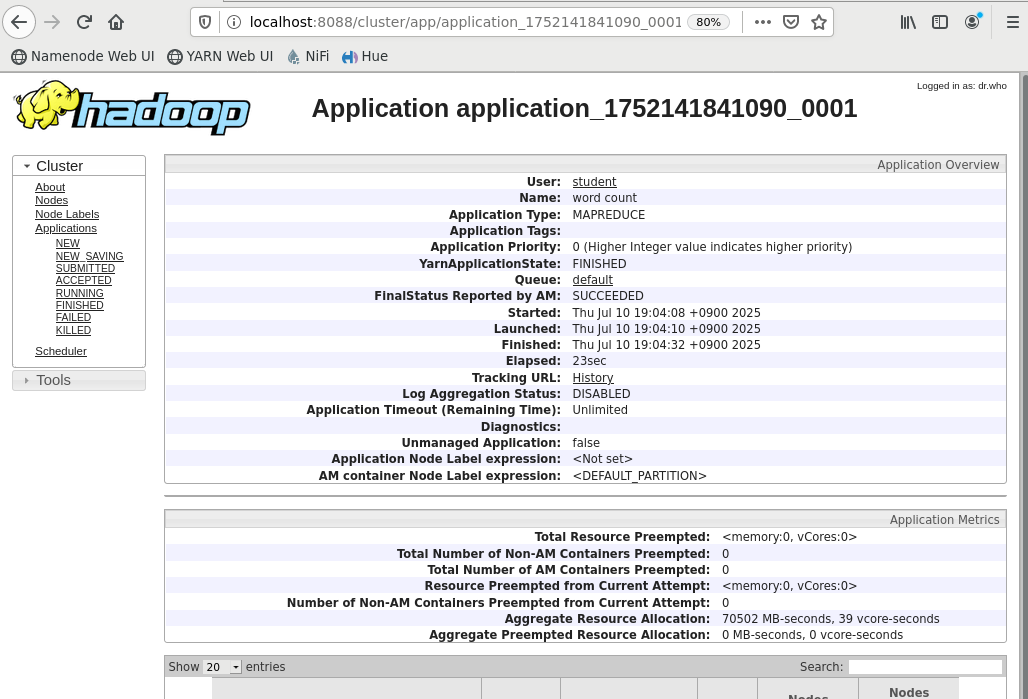 localhost:8088/cluster/app/application_1752141841090_0001 80%
Namenode Web UI YARN Web UI NiFi Hue
Logged in as: dr.who
hadoop
Application application_1752141841090_0001
Cluster
About
Nodes
Node Labels
Applications
NEW
NEW_SAVING
SUBMITTED
ACCEPTED
RUNNING
FINISHED
FAILED
KILLED
Scheduler
Tools
Application Overview
User: student
Name: word count
Application Type: MAPREDUCE
Application Tags:
Application Priority: 0 (Higher Integer value indicates higher priority)
YarnApplicationState: FINISHED
Queue: default
FinalStatus Reported by AM: SUCCEEDED
Started: Thu Jul 10 19:04:08 +0900 2025
Launched: Thu Jul 10 19:04:10 +0900 2025
Finished: Thu Jul 10 19:04:32 +0900 2025
Elapsed: 23sec
Tracking URL: History
Log Aggregation Status: DISABLED
Application Timeout (Remaining Time): Unlimited
Diagnostics:
Unmanaged Application: false
Application Node Label expression: <Not set>
AM container Node Label expression: <DEFAULT_PARTITION>
Application Metrics
Total Resource Preempted: <memory:0, vCores:0>
Total Number of Non-AM Containers Preempted: 0
Total Number of AM Containers Preempted: 0
Resource Preempted from Current Attempt: <memory:0, vCores:0>
Number of Non-AM Containers Preempted from Current Attempt: 0
Aggregate Resource Allocation: 70502 MB-seconds, 39 vcore-seconds
Aggregate Preempted Resource Allocation: 0 MB-seconds, 0 vcore-seconds
Show 20 entries Search:
Nodes Nodes